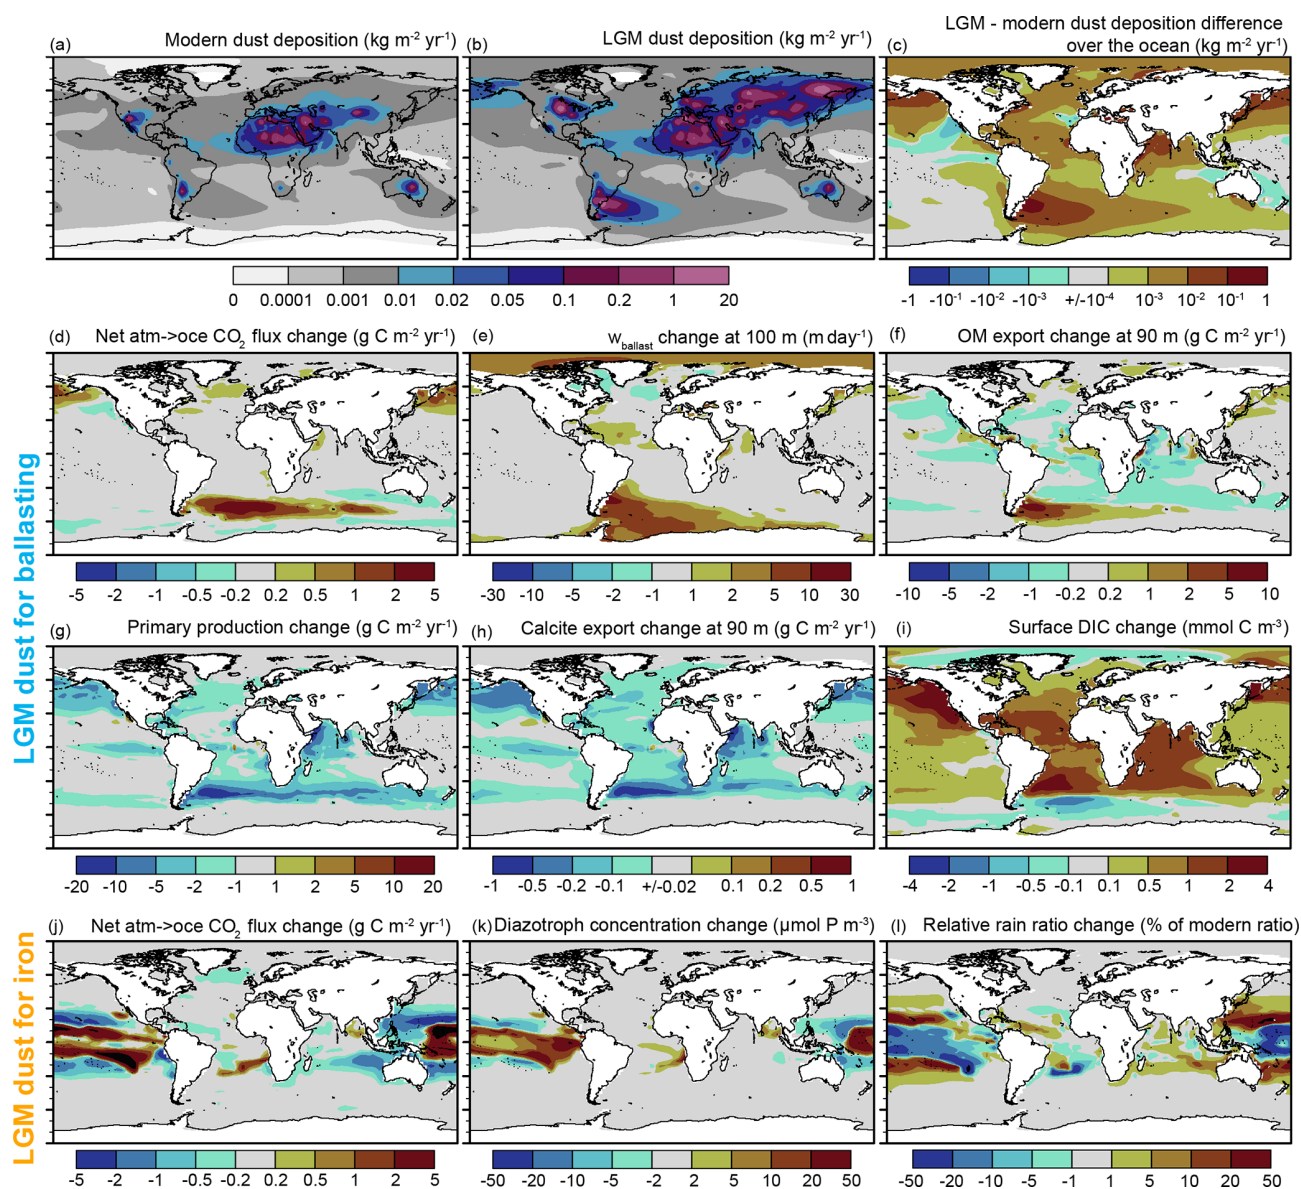 (a) Modern dust deposition (kg m-2 yr-1)
(b) LGM dust deposition (kg m-2 yr-1)
(c) LGM - modern dust deposition difference
over the ocean (kg m-2 yr-1)
0 0.0001 0.001 0.01 0.02 0.05 0.1 0.2 1 20
-1 -10-1 -10-2 -10-3 +/-10-4 10-3 10-2 10-1 1
LGM dust for ballasting
(d) Net atm->oce CO2 flux change (g C m-2 yr-1)
(e) wballast change at 100 m (m day-1)
(f) OM export change at 90 m (g C m-2 yr-1)
-5 -2 -1 -0.5 -0.2 0.2 0.5 1 2 5
-30 -10 -5 -2 -1 1 2 5 10 30
-10 -5 -2 -1 -0.2 0.2 1 2 5 10
(g) Primary production change (g C m-2 yr-1)
(h) Calcite export change at 90 m (g C m-2 yr-1)
(i) Surface DIC change (mmol C m-3)
-20 -10 -5 -2 -1 1 2 5 10 20
-1 -0.5 -0.2 -0.1 +/-0.02 0.1 0.2 0.5 1
-4 -2 -1 -0.5 -0.1 0.1 0.5 1 2 4
LGM dust for iron
(j) Net atm->oce CO2 flux change (g C m-2 yr-1)
(k) Diazotroph concentration change (µmol P m-3)
(l) Relative rain ratio change (% of modern ratio)
-5 -2 -1 -0.5 -0.2 0.2 0.5 1 2 5
-50 -20 -10 -5 -2 2 5 10 20 50
-50 -20 -10 -5 -1 1 5 10 20 50